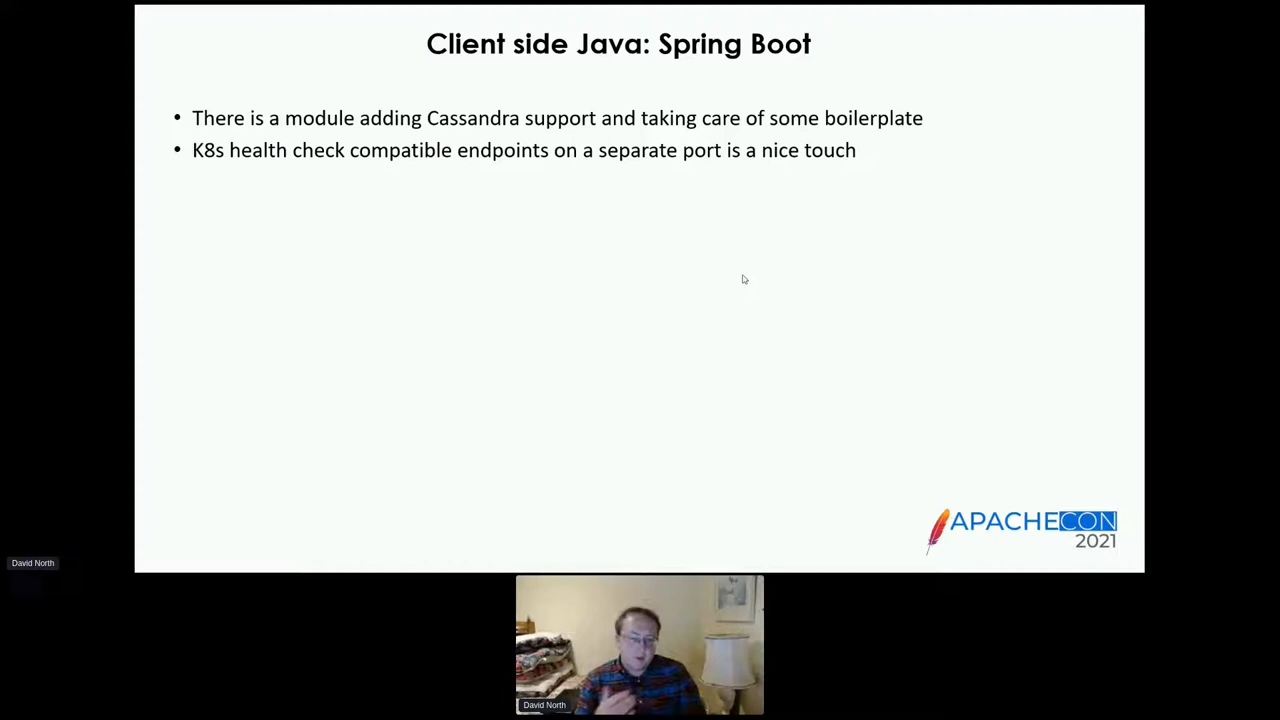 Client side Java: Spring Boot
• There is a module adding Cassandra support and taking care of some boilerplate
• K8s health check compatible endpoints on a separate port is a nice touch
APACHECON
2021
David North
David North